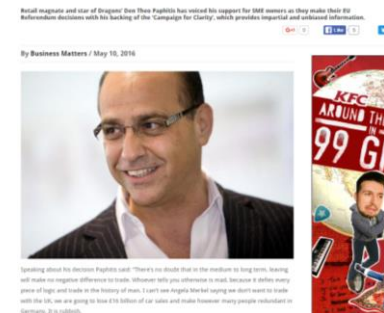 Retail magnate and star of Dragons' Den Theo Paphitis has voiced his support for SME owners as they make their EU
Referendum decisions with his backing of the 'Campaign for Clarity', which provides impartial and unbiased information.
G+ 0
Like 5
By Business Matters / May 10, 2016
KFC
AROUND TH
IN
99 G
Speaking about his decision Paphitis said: "There's no doubt that in the medium to long term, leaving
will make no negative difference to trade. Whoever tells you otherwise is mad, because it defies every
piece of logic and trade in the history of man. I can't see Angela Merkel saying we don't want to trade
with the UK, we are going to lose £16 billion of car sales and make however many people redundant in
Germany. It is rubbish.